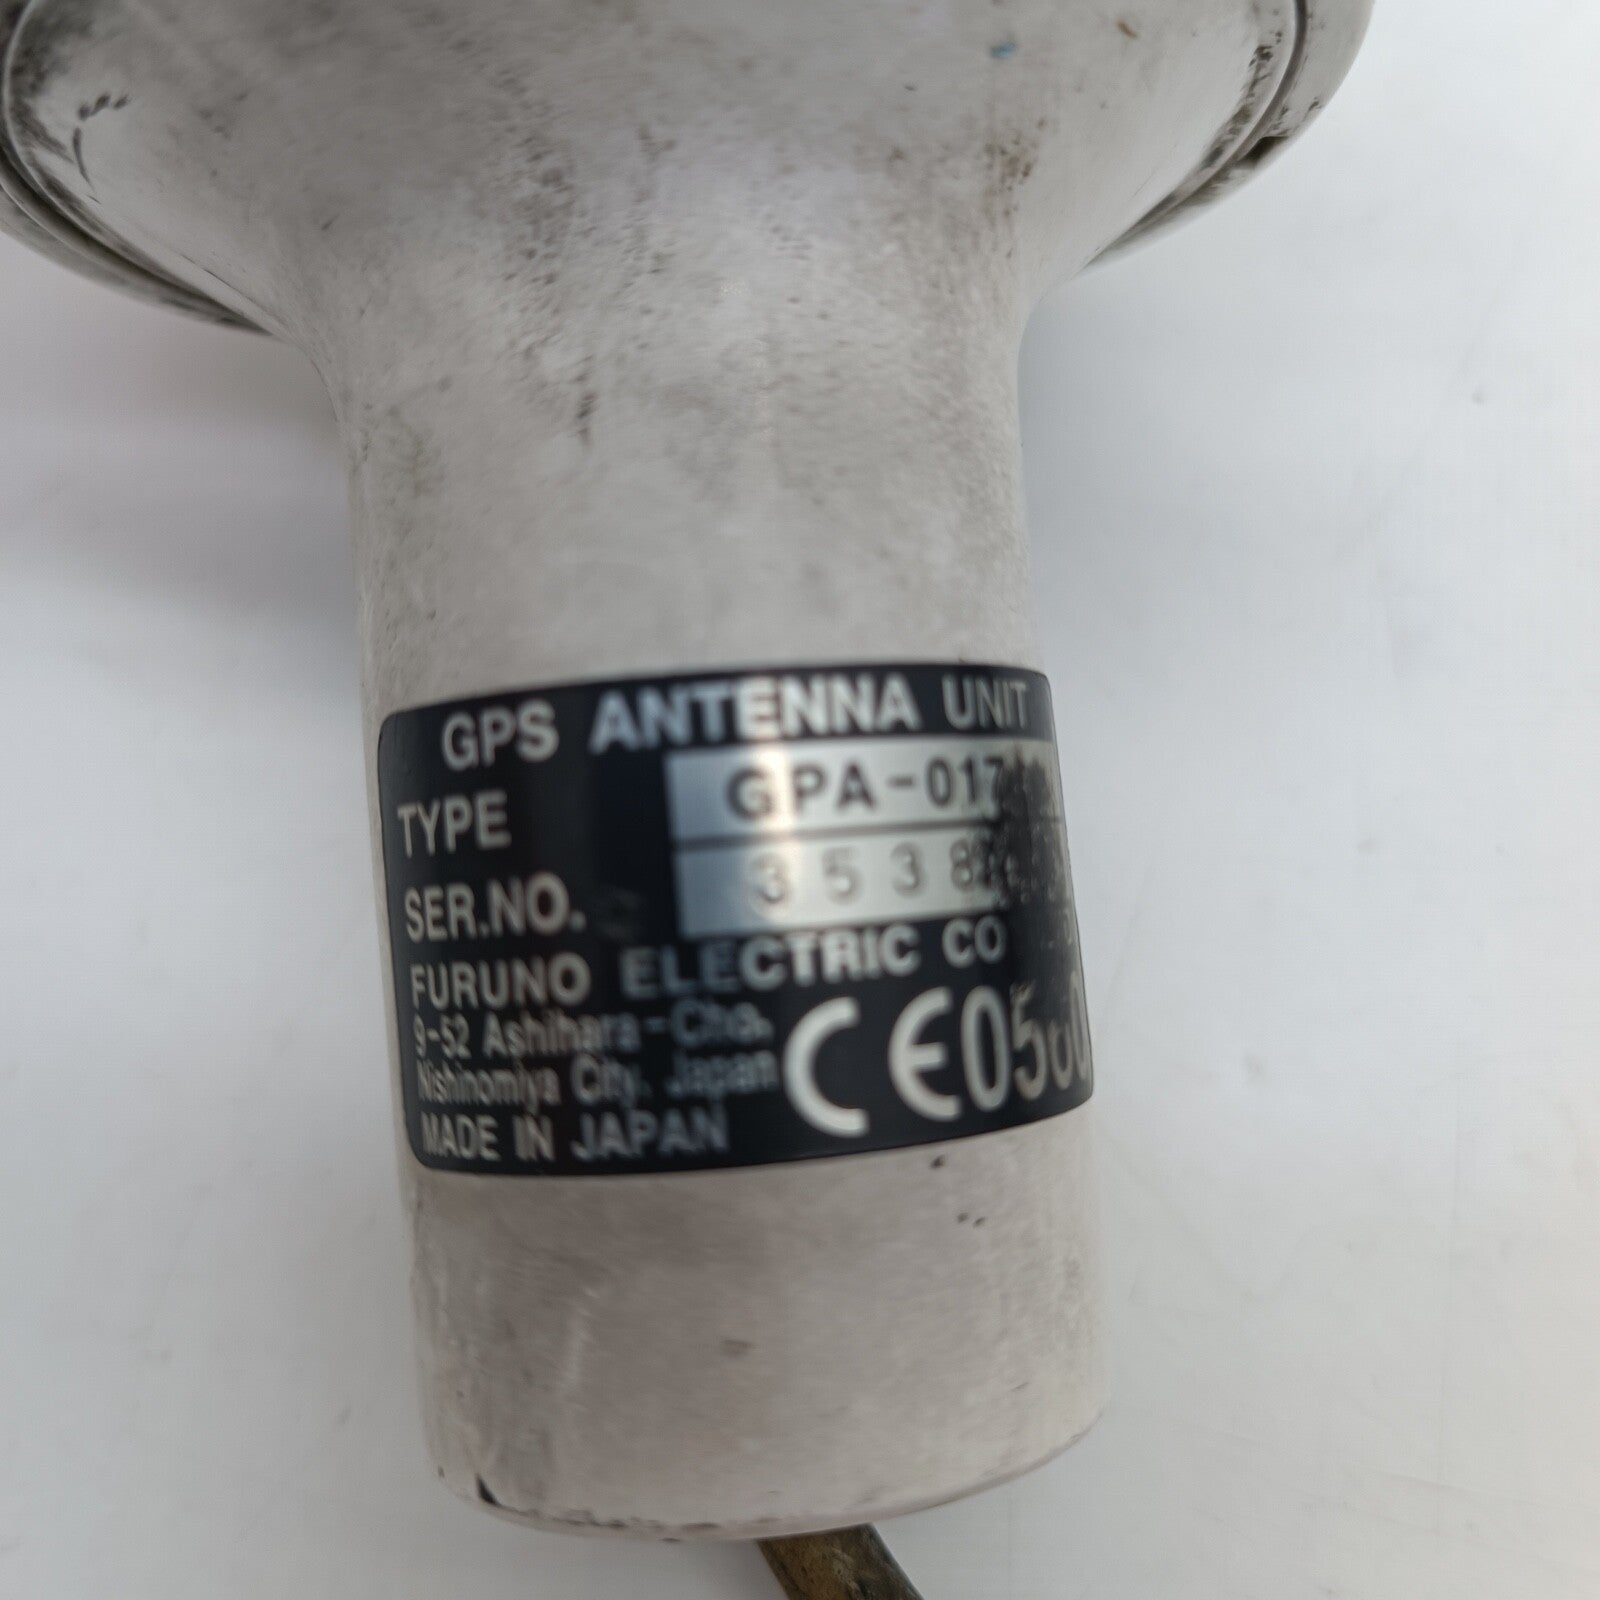 GPS ANTENNA UNIT
TYPE GPA-017
SER.NO. 3538
FURUNO ELECTRIC CO
9-52 Ashihara-Cho.
Nishinomiya City, Japan
MADE IN JAPAN
CE0560